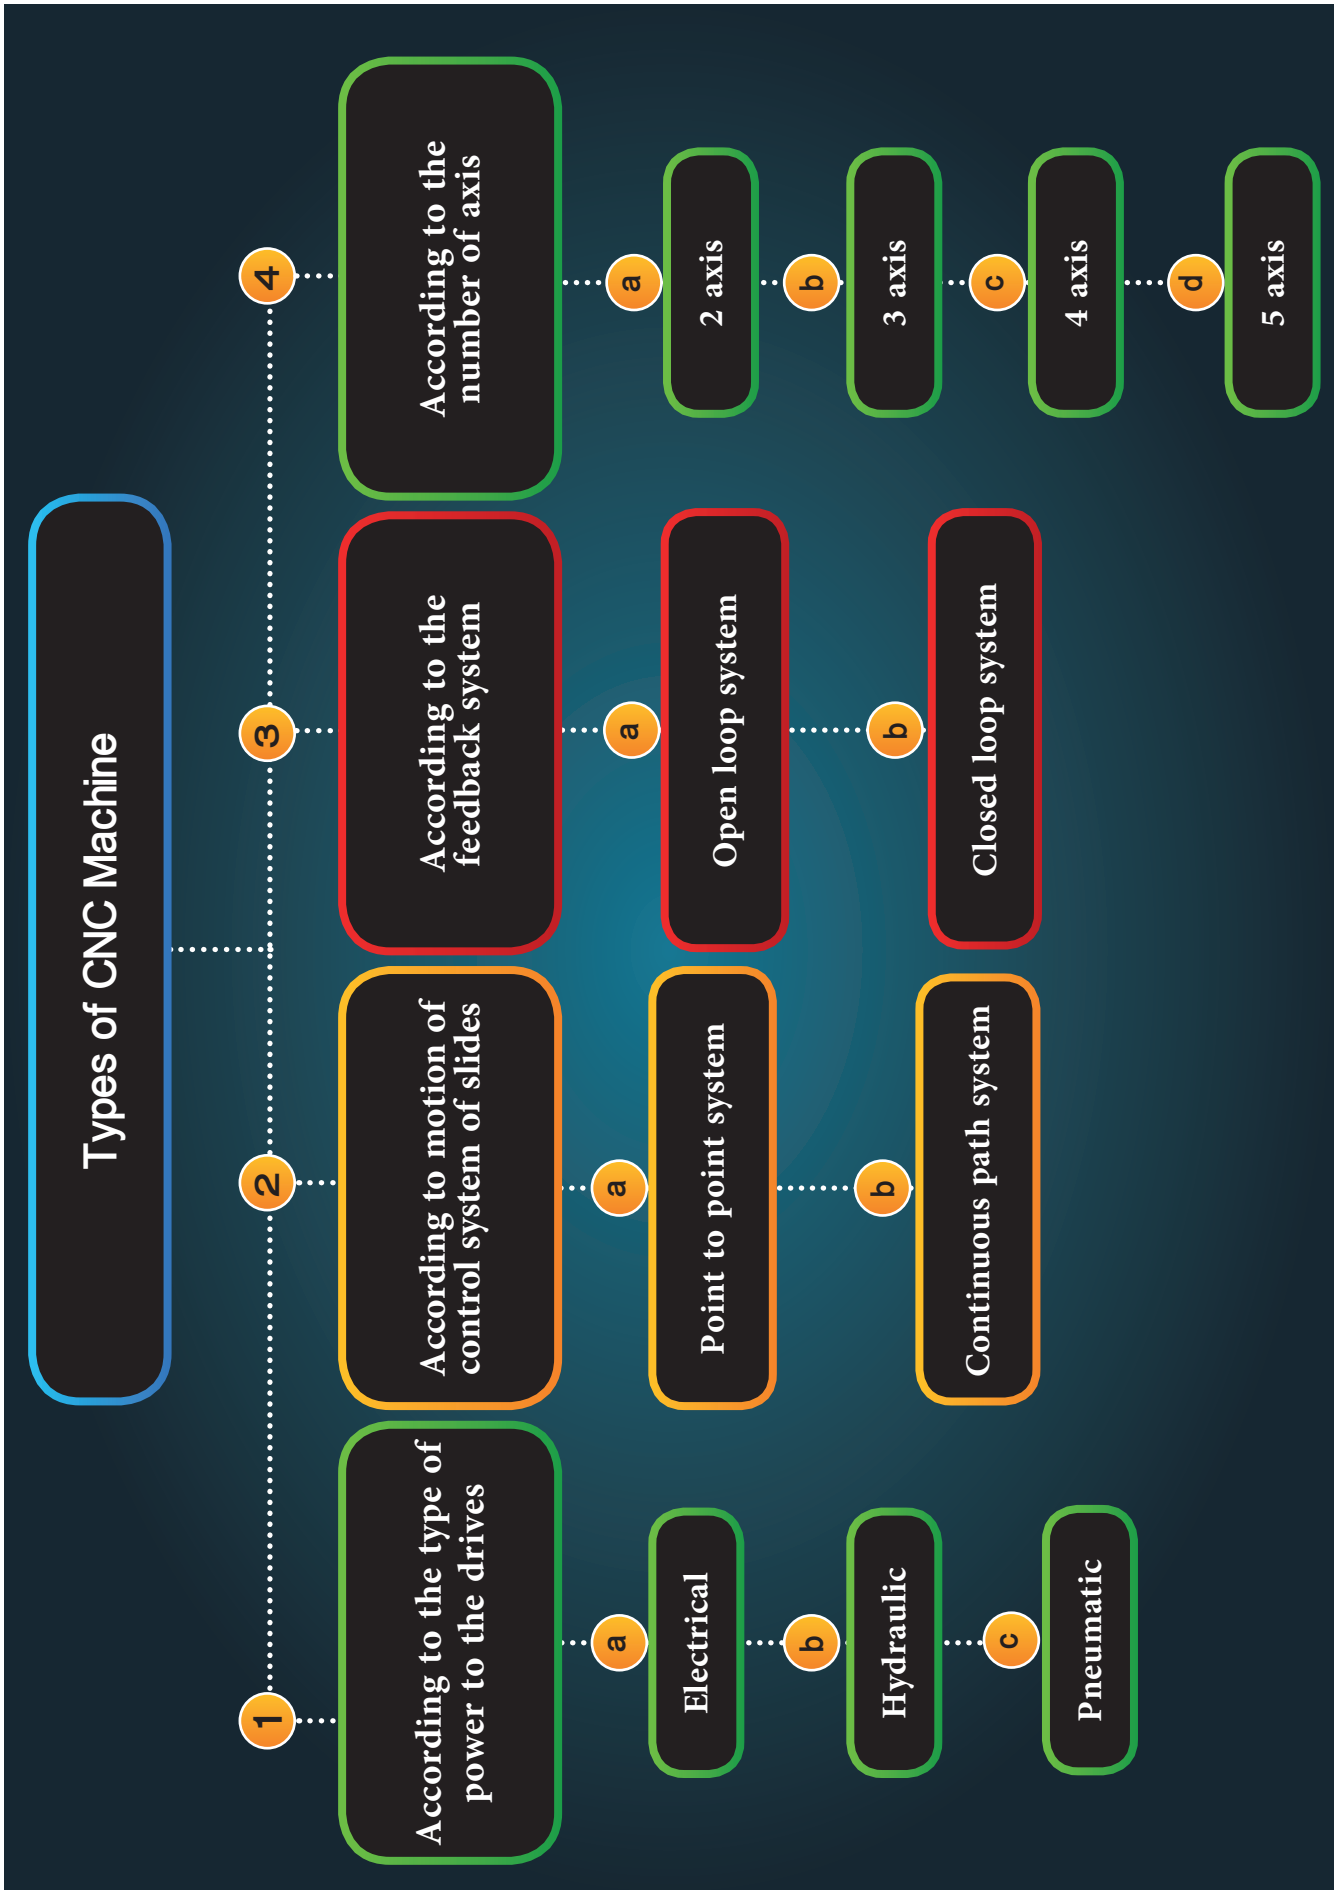 Types of CNC Machine
1
According to the type of
power to the drives
a
Electrical
b
Hydraulic
c
Pneumatic
2
According to motion of
control system of slides
a
Point to point system
b
Continuous path system
3
According to the
feedback system
a
Open loop system
b
Closed loop system
4
According to the
number of axis
a
2 axis
b
3 axis
c
4 axis
d
5 axis